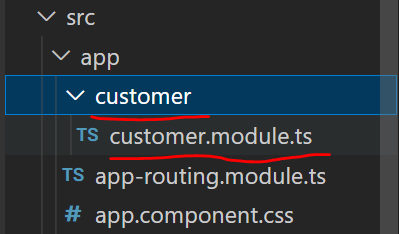 src
app
customer
TS customer.module.ts
TS app-routing.module.ts
# app.component.css